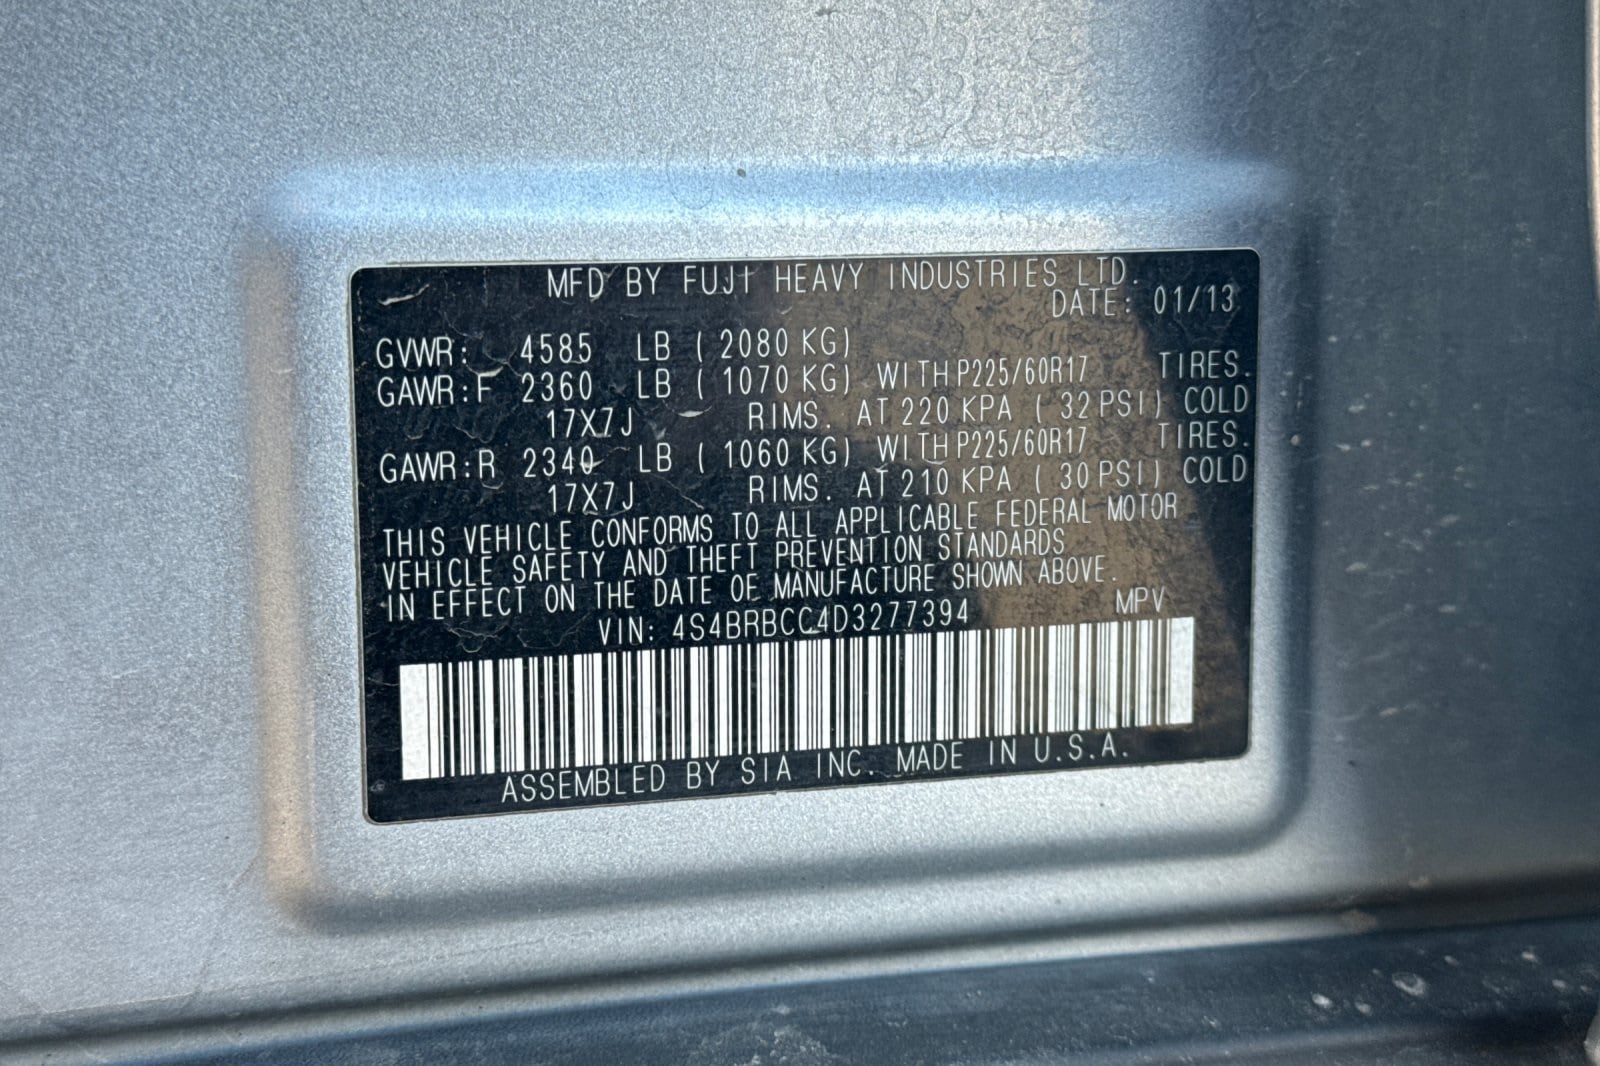 MFD BY FUJI HEAVY INDUSTRIES LTD.
DATE: 01/13
GVWR: 4585 LB ( 2080 KG)
GAWR:F 2360 LB ( 1070 KG) WITH P225/60R17 TIRES.
17X7J RIMS. AT 220 KPA ( 32 PSI) COLD
GAWR:R 2340 LB ( 1060 KG) WITH P225/60R17 TIRES.
17X7J RIMS. AT 210 KPA ( 30 PSI) COLD
THIS VEHICLE CONFORMS TO ALL APPLICABLE FEDERAL MOTOR
VEHICLE SAFETY AND THEFT PREVENTION STANDARDS
IN EFFECT ON THE DATE OF MANUFACTURE SHOWN ABOVE.
VIN: 4S4BRBCC4D3277394 MPV
ASSEMBLED BY SIA INC. MADE IN U.S.A.